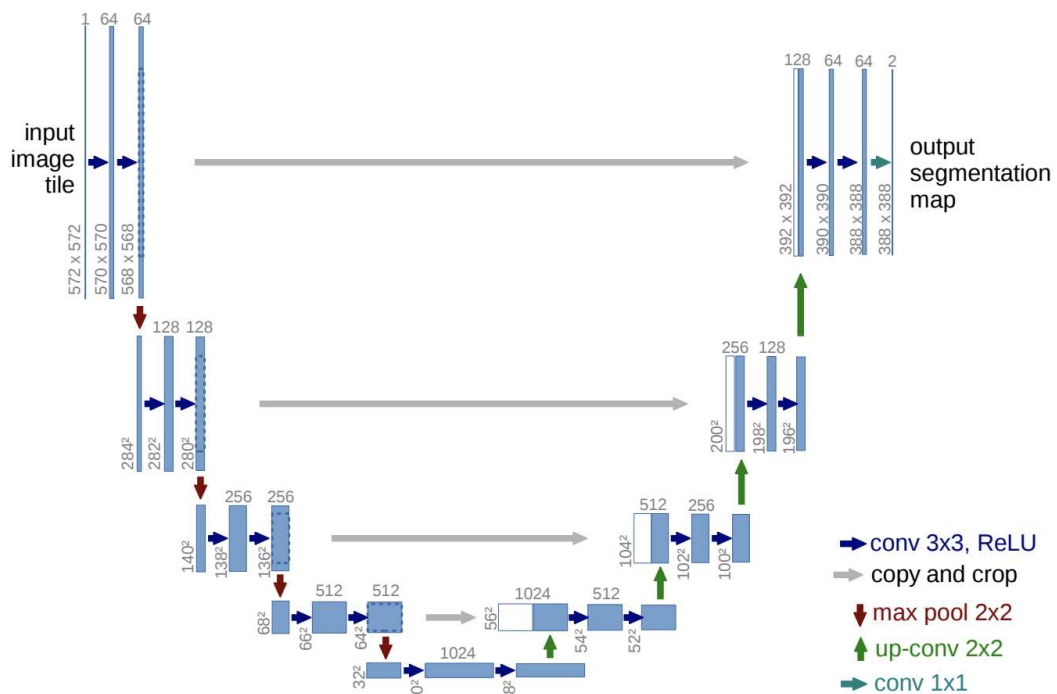 1 64 64
128 64 64 2
input
image
tile
output
segmentation
map
572 x 572
570 x 570
568 x 568
392 x 392
390 x 390
388 x 388
388 x 388
128 128
256 128
284²
282²
280²
200²
198²
196²
256 256
512 256
140²
138²
136²
104²
102²
100²
512 512
1024 512
68²
66²
64²
56²
54²
52²
1024
32²
0²
8²
conv 3x3, ReLU
copy and crop
max pool 2x2
up-conv 2x2
conv 1x1